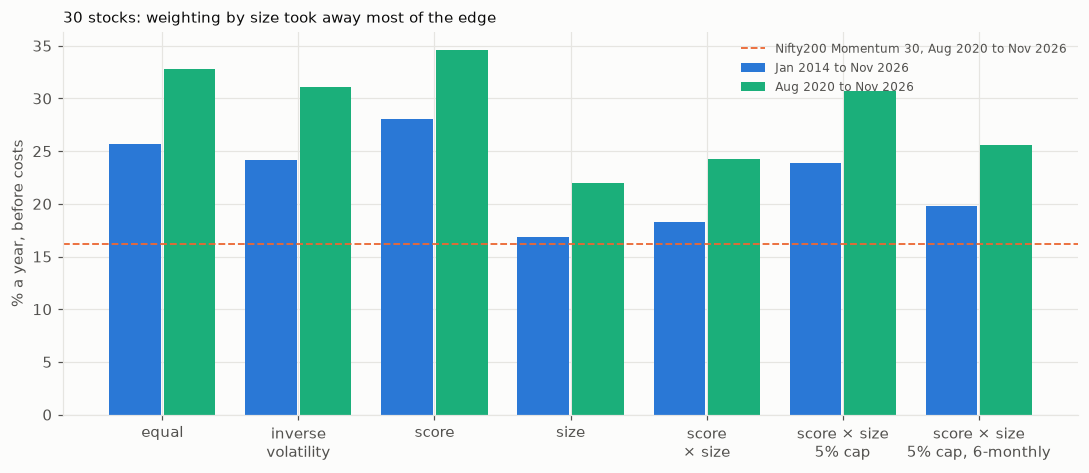 30 stocks: weighting by size took away most of the edge
Nifty200 Momentum 30, Aug 2020 to Nov 2026
Jan 2014 to Nov 2026
Aug 2020 to Nov 2026
% a year, before costs
35
30
25
20
15
10
5
0
equal
inverse
volatility
score
size
score
× size
score × size
5% cap
score × size
5% cap, 6-monthly